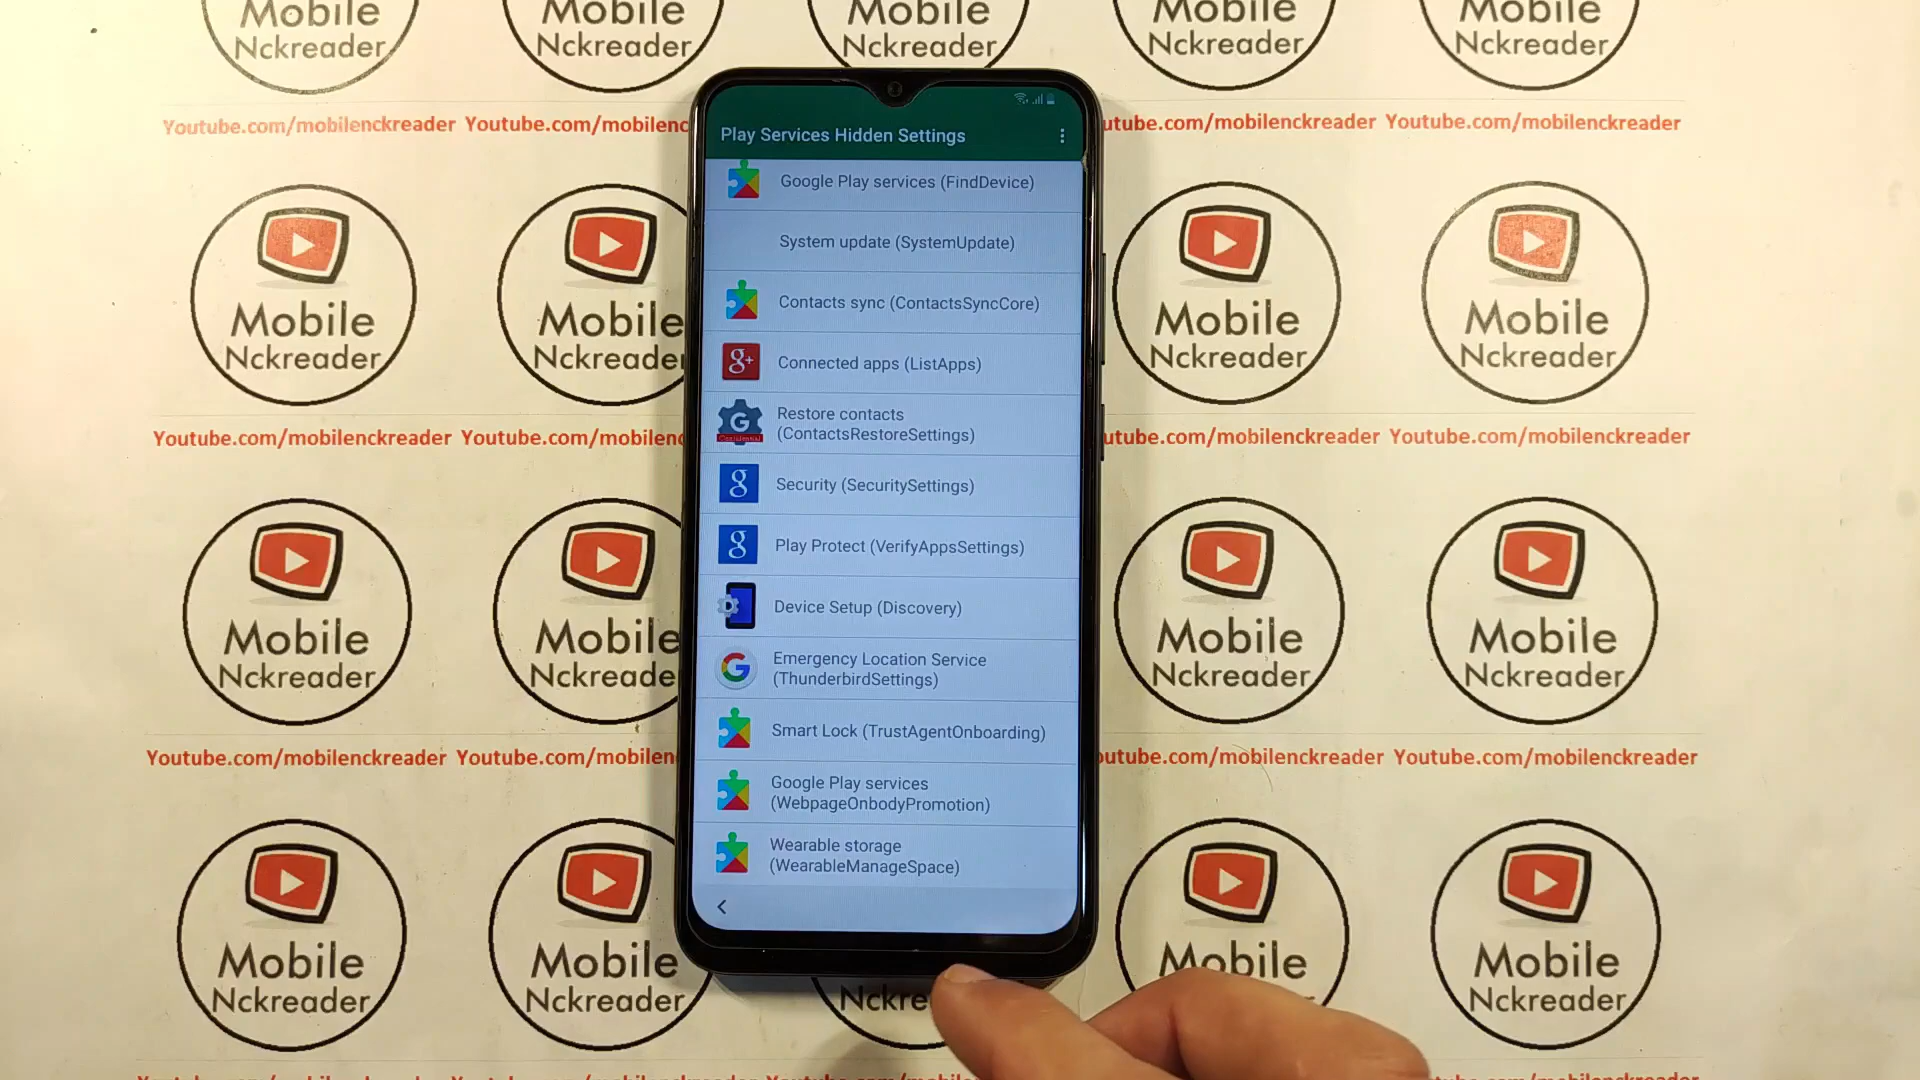 Mobile Mobile Mobile Mobile Mobile
Nckreader Nckreader Nckreader Nckreader Nckreader
Youtube.com/mobilenckreader Youtube.com/mobilenc
utube.com/mobilenckreader Youtube.com/mobilenckreader
Play Services Hidden Settings
Google Play services (FindDevice)
System update (SystemUpdate)
Contacts sync (ContactsSyncCore)
g+ Connected apps (ListApps)
G Confidential Restore contacts
(ContactsRestoreSettings)
g Security (SecuritySettings)
g Play Protect (VerifyAppsSettings)
Device Setup (Discovery)
G Emergency Location Service
(ThunderbirdSettings)
Smart Lock (TrustAgentOnboarding)
Google Play services
(WebpageOnbodyPromotion)
Wearable storage
(WearableManageSpace)
Mobile Mobile Mobile Mobile
Nckreader Nckreader Nckreader Nckreader
Youtube.com/mobilenckreader Youtube.com/mobilenc
utube.com/mobilenckreader Youtube.com/mobilenckreader
Mobile Mobile Mobile Mobile
Nckreader Nckreade Nckreader Nckreader
Youtube.com/mobilenckreader Youtube.com/mobilen
outube.com/mobilenckreader Youtube.com/mobilenckreader
Mobile Mobile Mobile Mobile
Nckreader Nckreader Nckre Nckreader